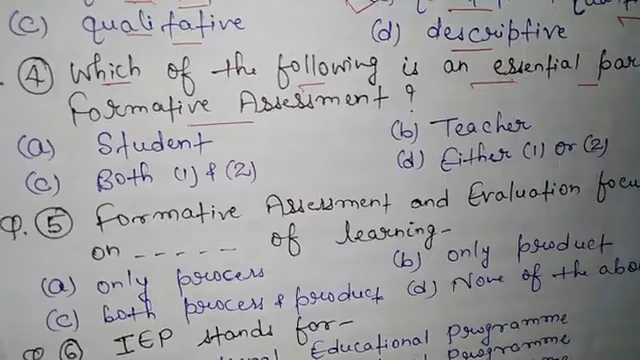 (c) qualitative (d) descriptive
④ Which of the following is an essential par
Formative Assessment ?
(a) Student (b) Teacher
(c) Both (1) & (2) (d) Either (1) or (2)
Q. ⑤ Formative Assessment and Evaluation focu
on ------ of learning-
(a) only process (b) only product
(c) both process & product (d) None of the abo
⑥ IEP stands for-
Educational Programme
Programme